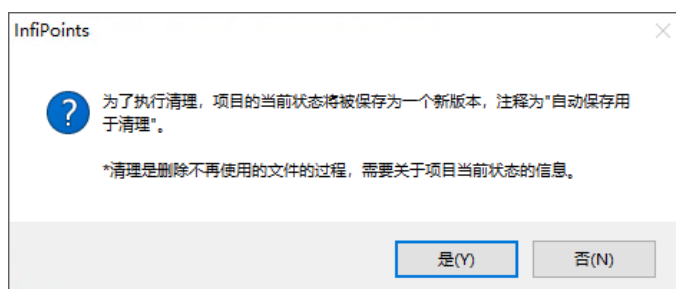 InfiPoints
为了执行清理，项目的当前状态将被保存为一个新版本，注释为"自动保存用
于清理"。
*清理是删除不再使用的文件的过程，需要关于项目当前状态的信息。
是(Y)
否(N)